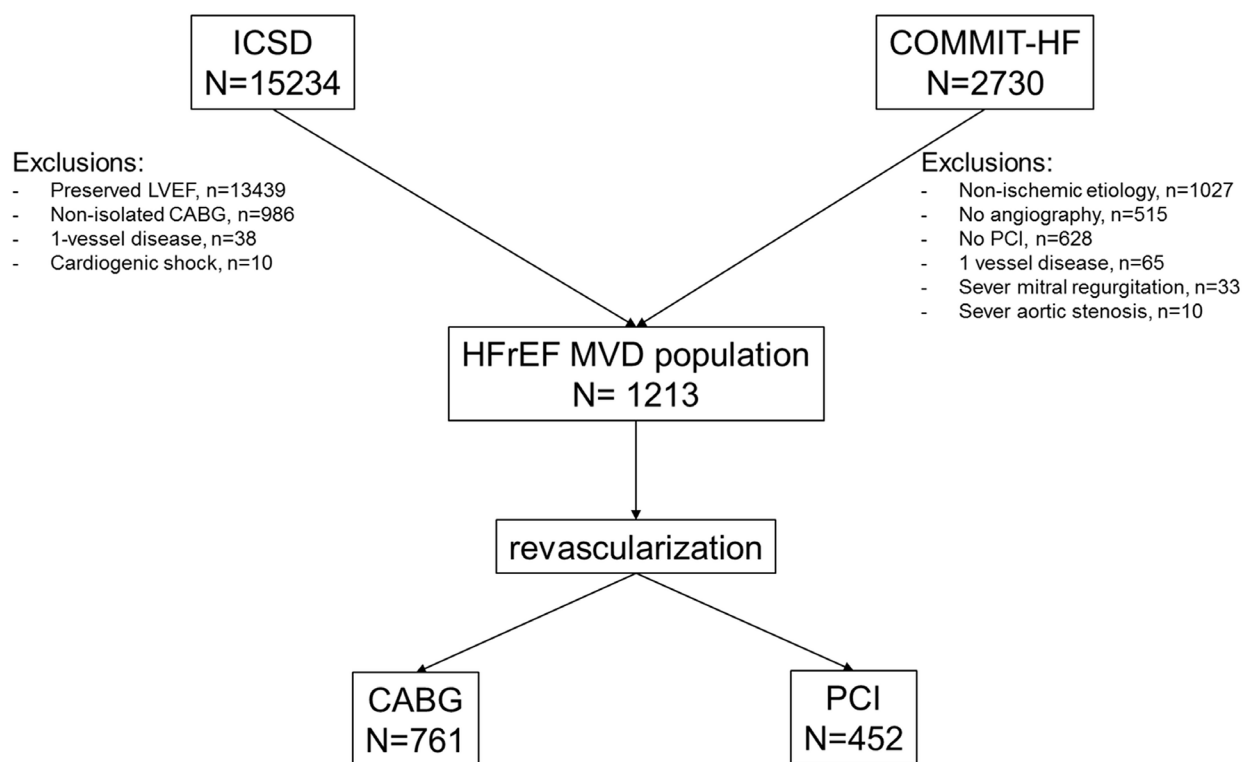 ICSD
N=15234
COMMIT-HF
N=2730
Exclusions:
- Preserved LVEF, n=13439
- Non-isolated CABG, n=986
- 1-vessel disease, n=38
- Cardiogenic shock, n=10
Exclusions:
- Non-ischemic etiology, n=1027
- No angiography, n=515
- No PCI, n=628
- 1 vessel disease, n=65
- Sever mitral regurgitation, n=33
- Sever aortic stenosis, n=10
HFrEF MVD population
N= 1213
revascularization
CABG
N=761
PCI
N=452